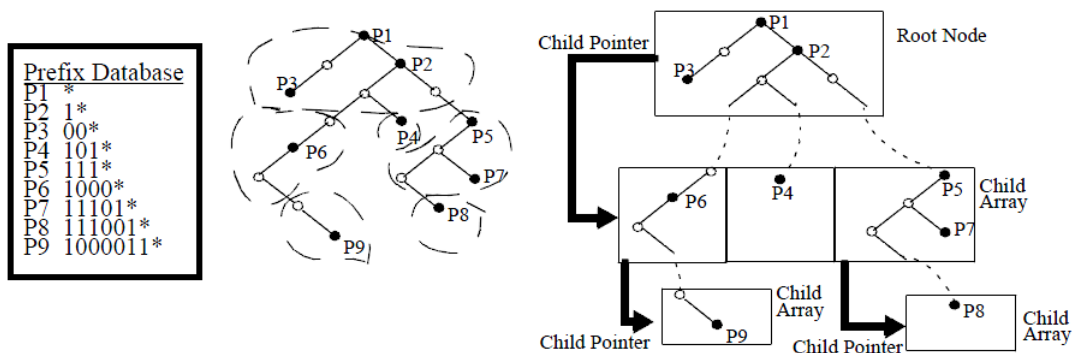 Prefix Database
P1 *
P2 1*
P3 00*
P4 101*
P5 111*
P6 1000*
P7 11101*
P8 111001*
P9 1000011*
P1
P2
P3
P4
P5
P6
P7
P8
P9
Child Pointer
Root Node
P1
P2
P3
P6
P4
P5
P7
Child
Array
Child Pointer
P9
Child
Array
Child Pointer
P8
Child
Array